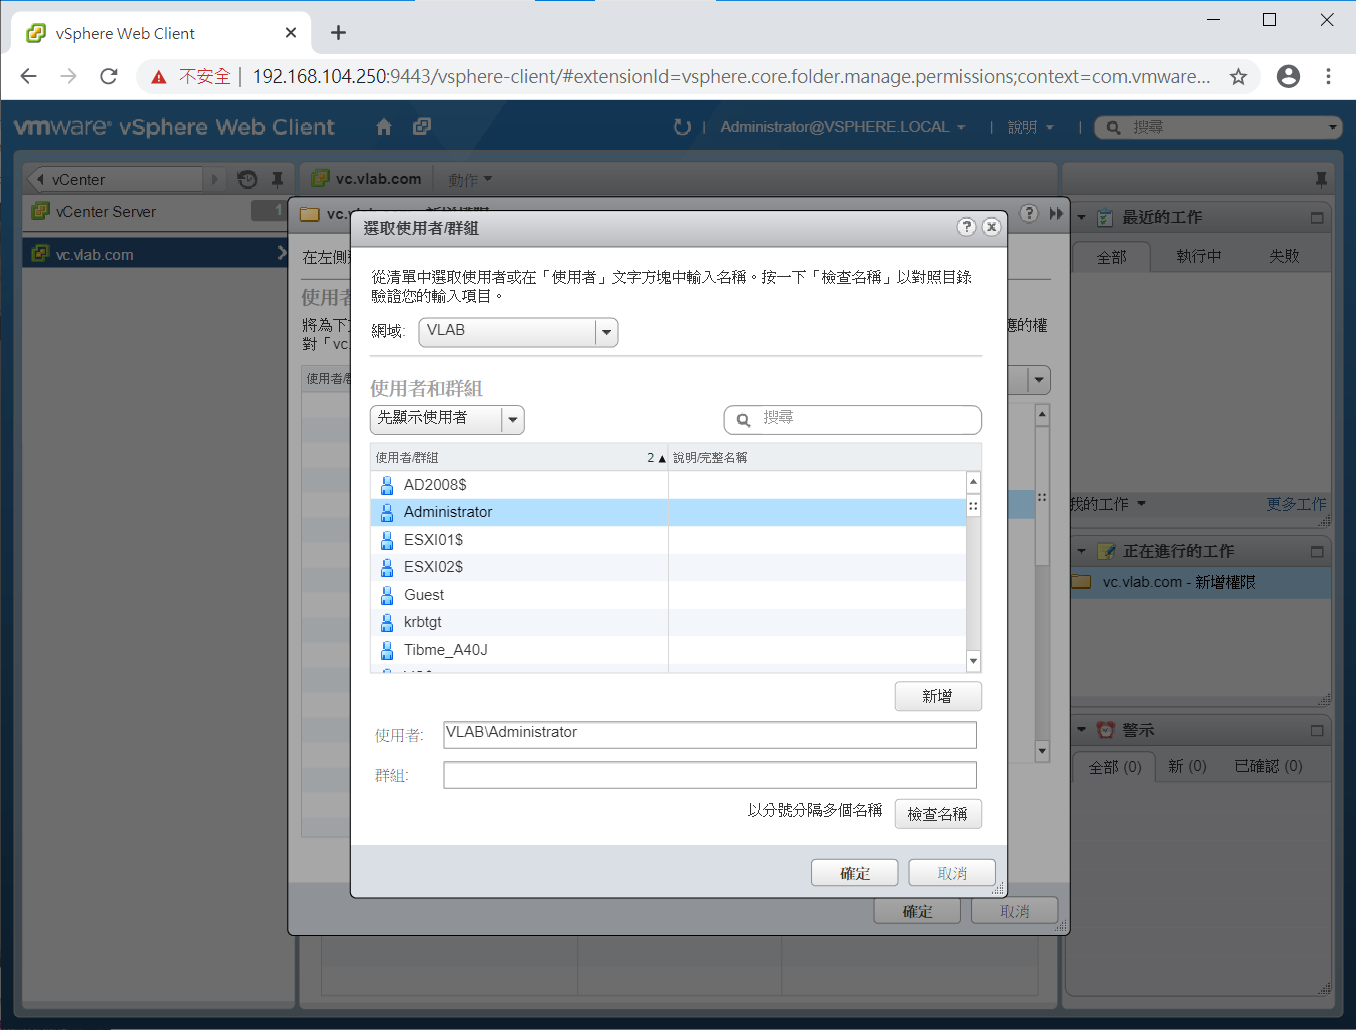 vSphere Web Client
不安全 | 192.168.104.250:9443/vsphere-client/#extensionId=vsphere.core.folder.manage.permissions;context=com.vmware...
vmware® vSphere Web Client
Administrator@VSPHERE.LOCAL
說明
搜尋
vCenter
vCenter Server
1
vc.vlab.com
vc.vlab.com
動作
在左側
使用者
將為下
對「vc.
使用者/群
應的權
選取使用者/群組
從清單中選取使用者或在「使用者」文字方塊中輸入名稱。按一下「檢查名稱」以對照目錄
驗證您的輸入項目。
網域:
VLAB
使用者和群組
先顯示使用者
搜尋
使用者/群組
2 ▲
說明/完整名稱
AD2008$
Administrator
ESXI01$
ESXI02$
Guest
krbtgt
Tibme_A40J
新增
使用者:
VLAB\Administrator
群組:
以分號分隔多個名稱
檢查名稱
確定
取消
確定
取消
最近的工作
全部
執行中
失敗
我的工作
更多工作
正在進行的工作
vc.vlab.com - 新增權限
警示
全部 (0)
新 (0)
已確認 (0)